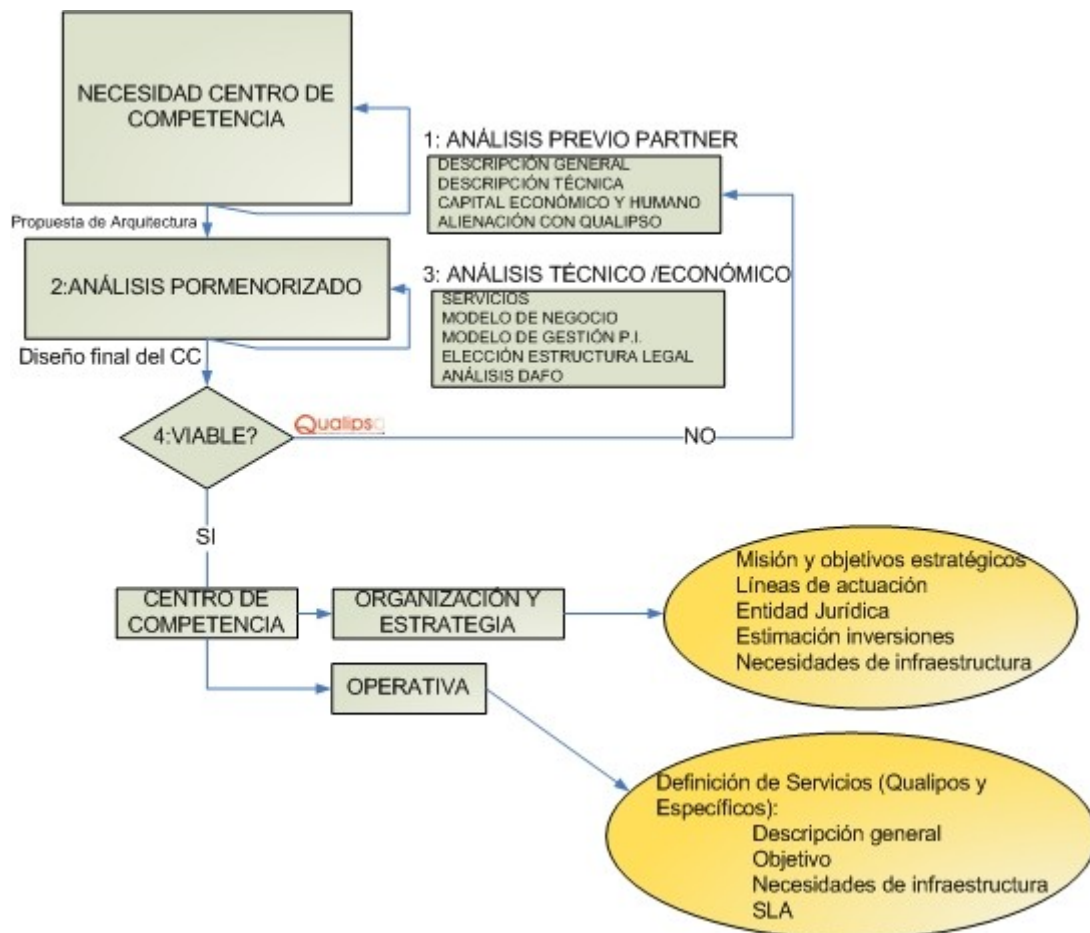 NECESIDAD CENTRO DE
COMPETENCIA
1: ANÁLISIS PREVIO PARTNER
DESCRIPCIÓN GENERAL
DESCRIPCIÓN TÉCNICA
CAPITAL ECONÓMICO Y HUMANO
ALIENACIÓN CON QUALIPSO
Propuesta de Arquitectura
2:ANÁLISIS PORMENORIZADO
3: ANÁLISIS TÉCNICO /ECONÓMICO
SERVICIOS
MODELO DE NEGOCIO
MODELO DE GESTIÓN P.I.
ELECCIÓN ESTRUCTURA LEGAL
ANÁLISIS DAFO
Diseño final del CC
4:VIABLE?
Qualipso
NO
SI
CENTRO DE
COMPETENCIA
ORGANIZACIÓN Y
ESTRATEGIA
Misión y objetivos estratégicos
Líneas de actuación
Entidad Jurídica
Estimación inversiones
Necesidades de infraestructura
OPERATIVA
Definición de Servicios (Qualipos y
Específicos):
Descripción general
Objetivo
Necesidades de infraestructura
SLA